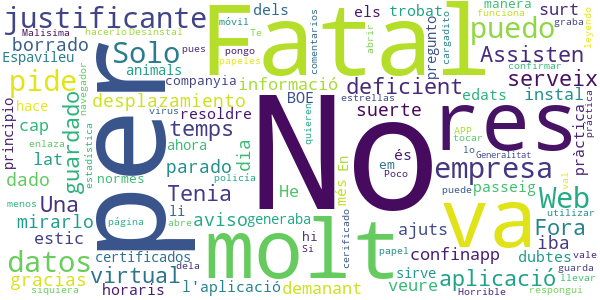 justificante
Malisima hacerlo Desinstal
borrado Solo
Espavileu pues
animals
pide companyia
per
desplazamiento
hace navegador
virus
principio guardado temps
cap
enlaza estadística
lat parado
dado normes
Una Tenia
mirarlo aviso
estic li
menos página abre
datos certificados
gracias virtual
siquiera horaris
dela
l'aplicació
móvil Te
pongo
papeles
dels comentarios
Fatal
informació
resoldre BOE
ahora
dia
policia
He
generaba
hi
Si
molt
No
quieren
estrellas
més En
els trobat
abrir
cargadito
deficient
suerte
em és
Poco
ajuts
confinapp
sirve
veure
papel
cerificado
demanant
manera surt
funciona graba
puedo
pregunto
Assisten
confirmar
serveix
leyendo
edats instal
res
APP
tocar
lo Generalitat
empresa
passeig
puede
va
pràctica practica
Web
utilizar
Fora
iba
dubtes vale
val
guarda
aplicació
llevar
Horrible respongui